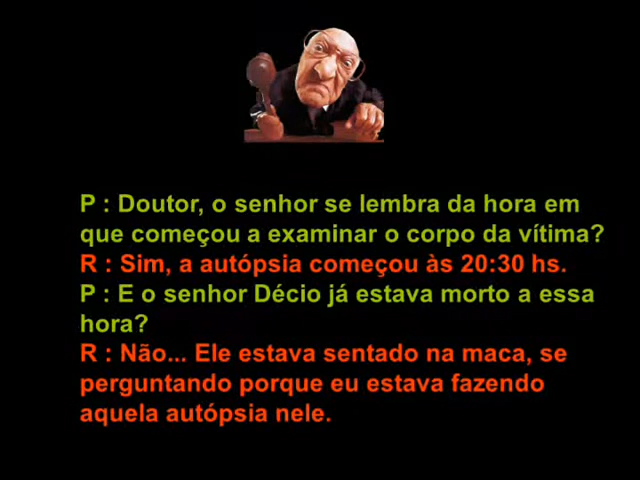 P : Doutor, o senhor se lembra da hora em
que começou a examinar o corpo da vítima?
R : Sim, a autópsia começou às 20:30 hs.
P : E o senhor Décio já estava morto a essa
hora?
R : Não... Ele estava sentado na maca, se
perguntando porque eu estava fazendo
aquela autópsia nele.